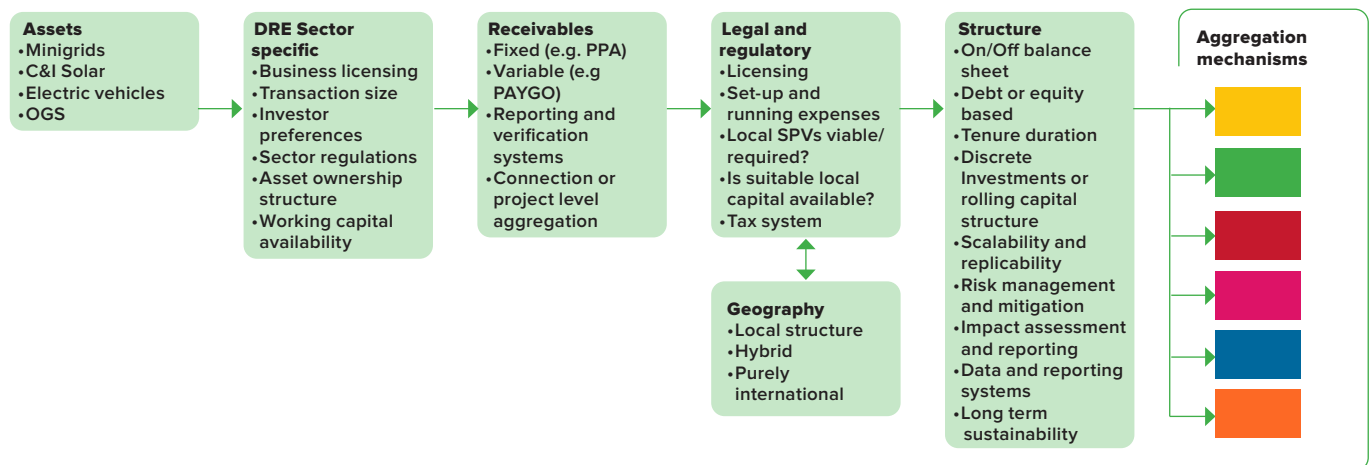 Assets
•Minigrids
•C&I Solar
•Electric vehicles
•OGS
DRE Sector
specific
•Business licensing
•Transaction size
•Investor
preferences
•Sector regulations
•Asset ownership
structure
•Working capital
availability
Receivables
•Fixed (e.g. PPA)
•Variable (e.g
PAYGO)
•Reporting and
verification
systems
•Connection or
project level
aggregation
Legal and
regulatory
•Licensing
•Set-up and
running expenses
•Local SPVs viable/
required?
•Is suitable local
capital available?
•Tax system
Geography
•Local structure
•Hybrid
•Purely
international
Structure
•On/Off balance
sheet
•Debt or equity
based
•Tenure duration
•Discrete
Investments or
rolling capital
structure
•Scalability and
replicability
•Risk management
and mitigation
•Impact assessment
and reporting
•Data and reporting
systems
•Long term
sustainability
Aggregation
mechanisms